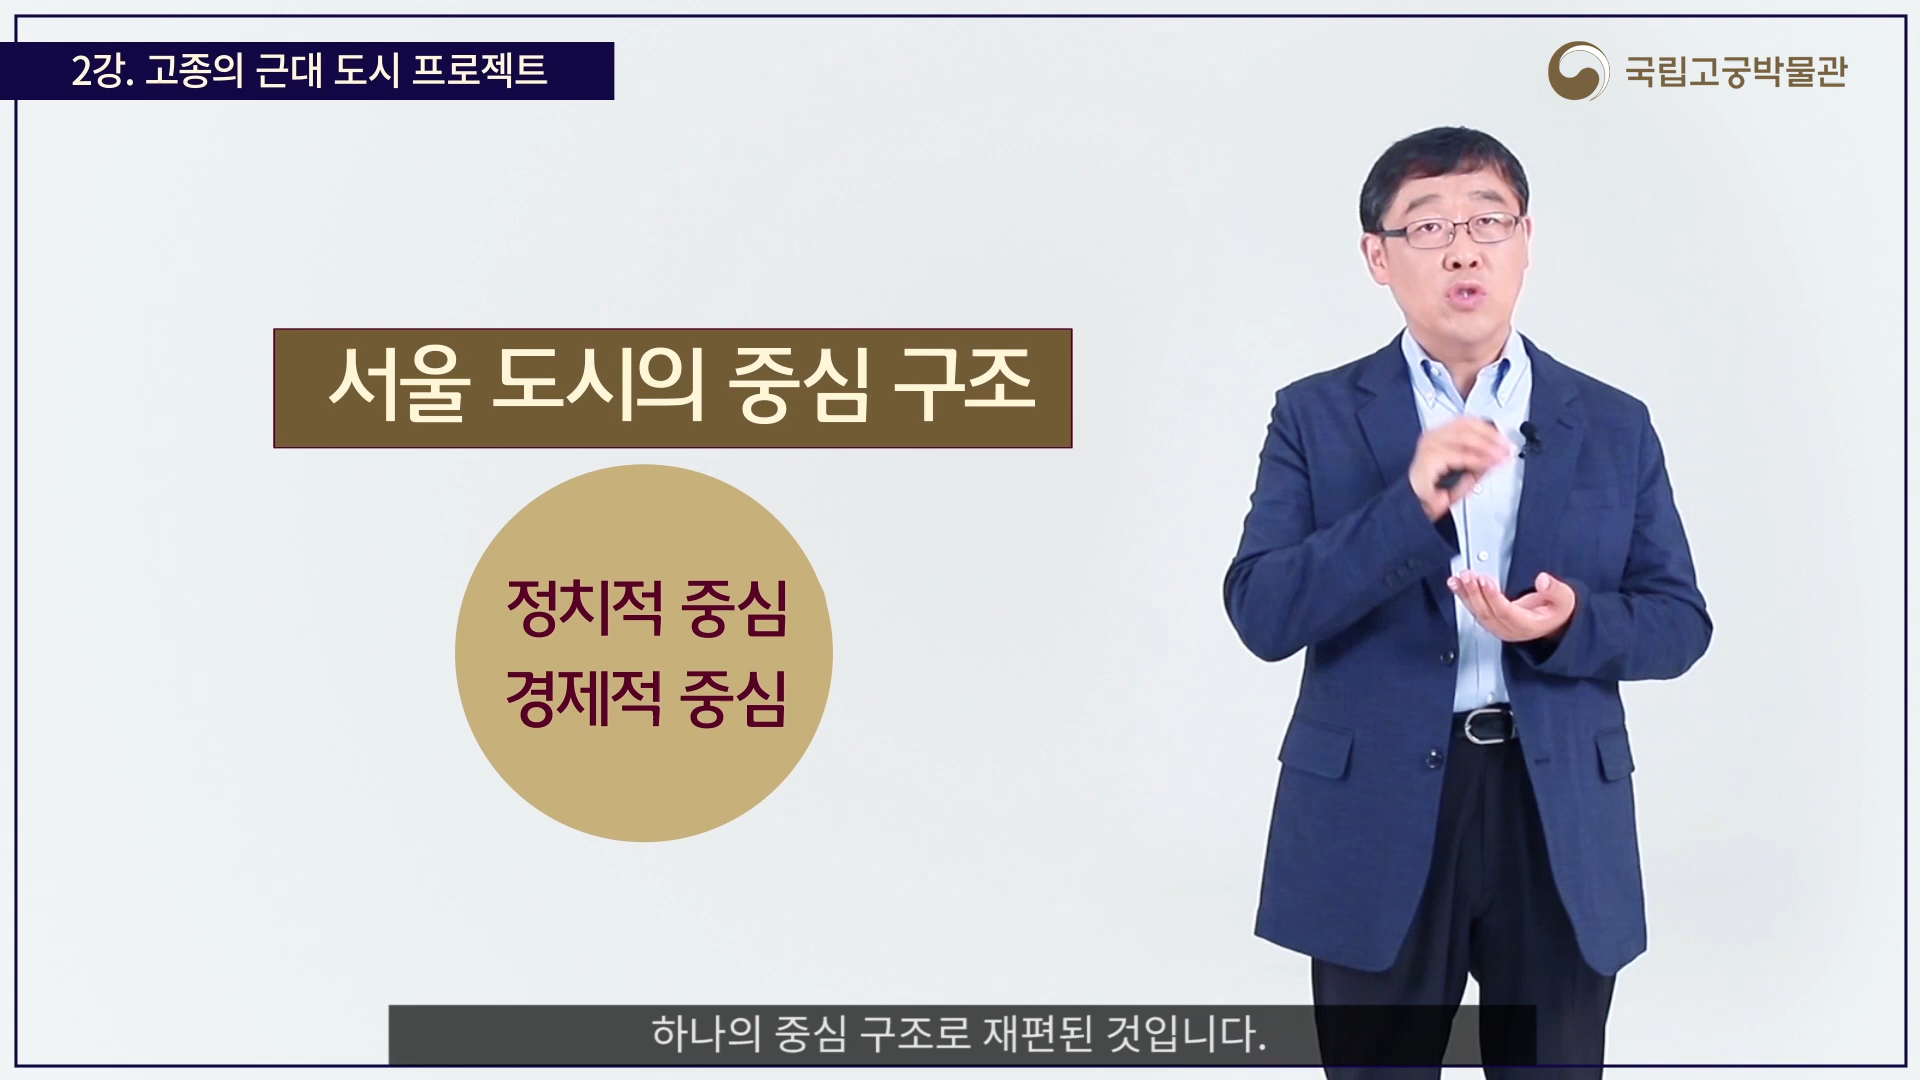 2강. 고종의 근대 도시 프로젝트
국립고궁박물관
서울 도시의 중심 구조
정치적 중심
경제적 중심
하나의 중심 구조로 재편된 것입니다.